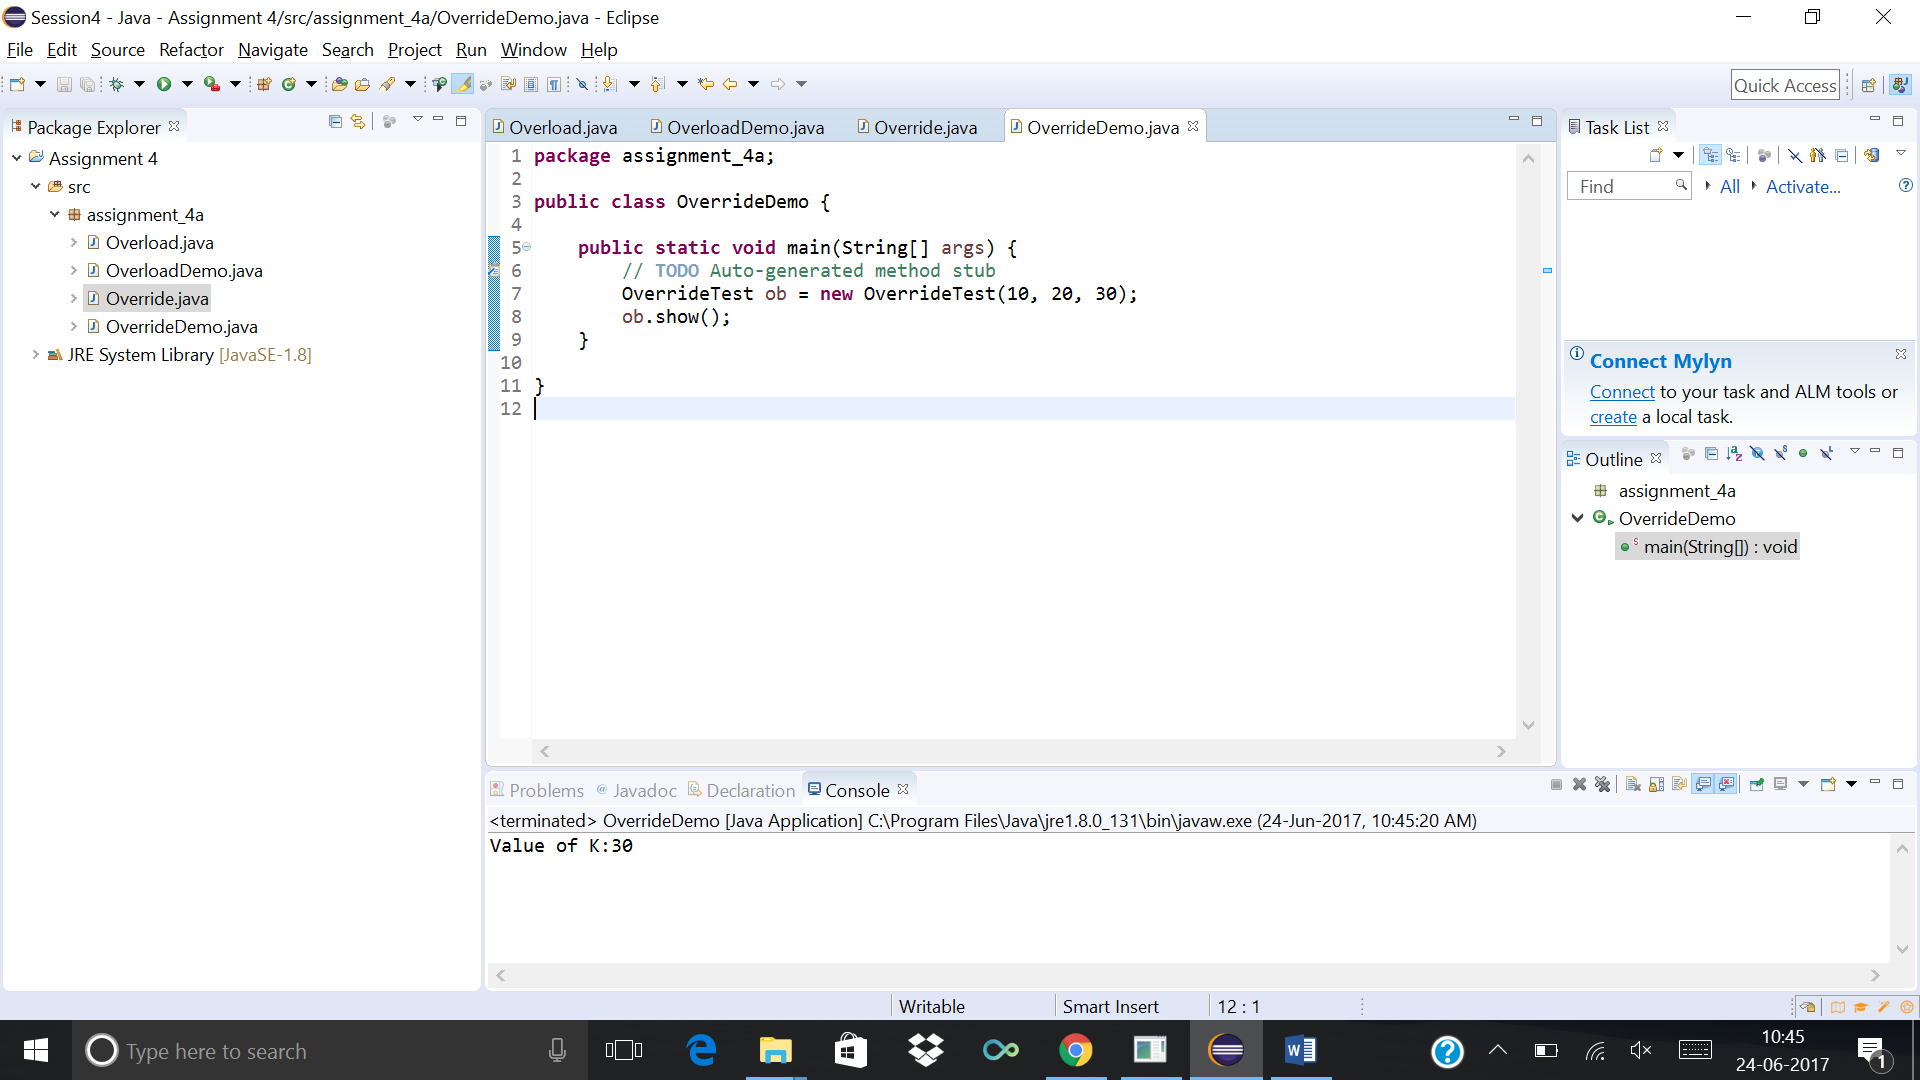 Session4 - Java - Assignment 4/src/assignment_4a/OverrideDemo.java - Eclipse
File Edit Source Refactor Navigate Search Project Run Window Help
Quick Access
Package Explorer
Assignment 4
src
assignment_4a
Overload.java
OverloadDemo.java
Override.java
OverrideDemo.java
JRE System Library [JavaSE-1.8]
Overload.java OverloadDemo.java Override.java OverrideDemo.java
1 package assignment_4a;
2
3 public class OverrideDemo {
4
5 public static void main(String[] args) {
6 // TODO Auto-generated method stub
7 OverrideTest ob = new OverrideTest(10, 20, 30);
8 ob.show();
9 }
10
11 }
12
Task List
Find All Activate...
Connect Mylyn
Connect to your task and ALM tools or
create a local task.
Outline
assignment_4a
OverrideDemo
main(String[]) : void
Problems @ Javadoc Declaration Console
<terminated> OverrideDemo [Java Application] C:\Program Files\Java\jre1.8.0_131\bin\javaw.exe (24-Jun-2017, 10:45:20 AM)
Value of K:30
Writable Smart Insert 12 : 1
Type here to search
10:45
24-06-2017
1